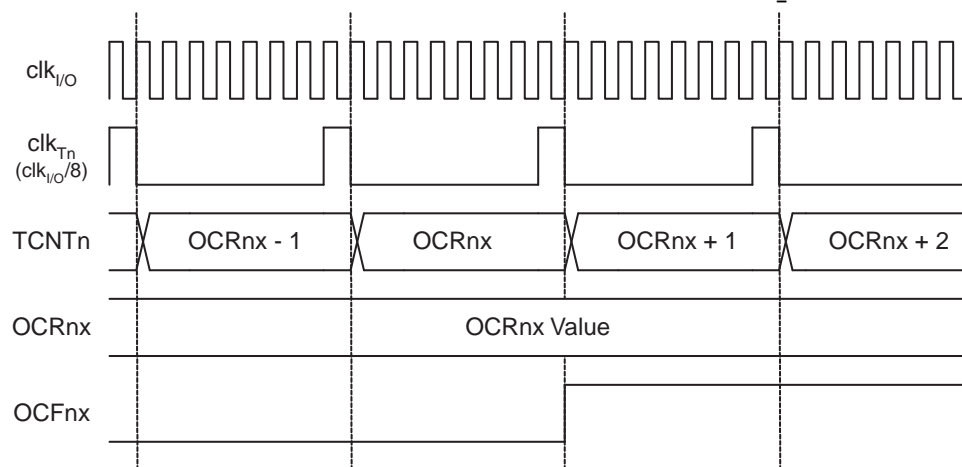 clkI/O
clkTn
(clkI/O/8)
TCNTn OCRnx - 1 OCRnx OCRnx + 1 OCRnx + 2
OCRnx OCRnx Value
OCFnx